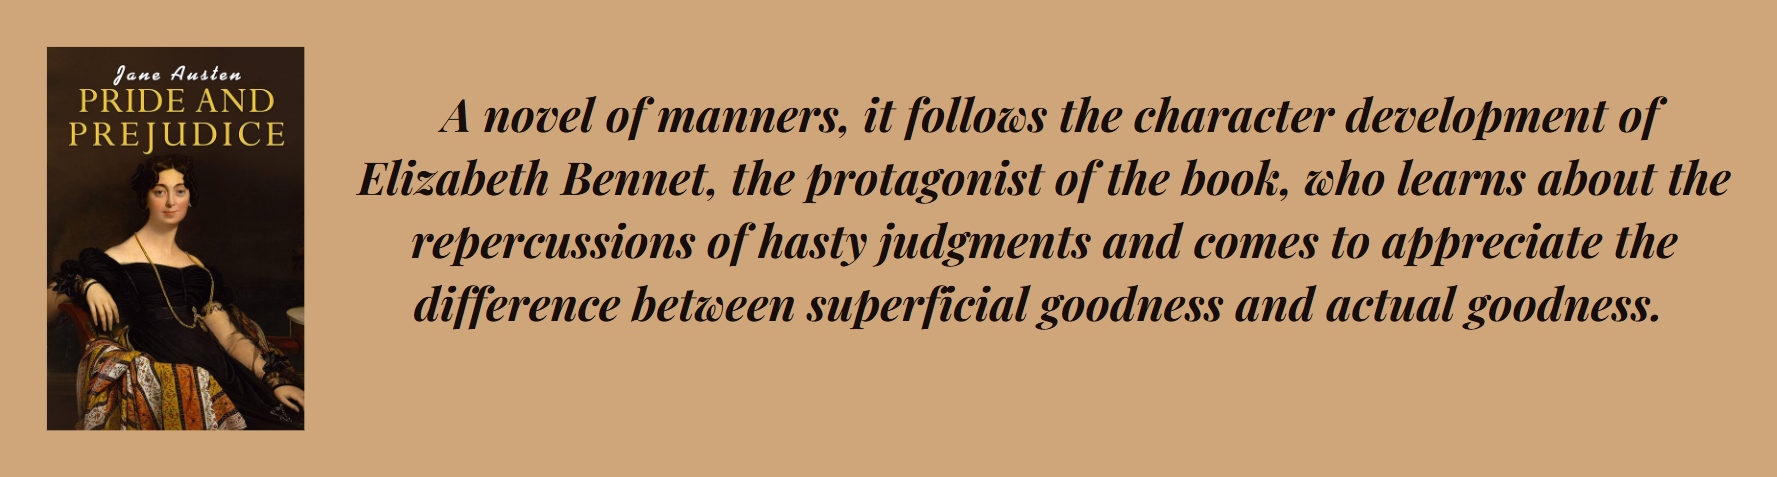 Jane Austen
PRIDE AND
PREJUDICE
A novel of manners, it follows the character development of
Elizabeth Bennet, the protagonist of the book, who learns about the
repercussions of hasty judgments and comes to appreciate the
difference between superficial goodness and actual goodness.